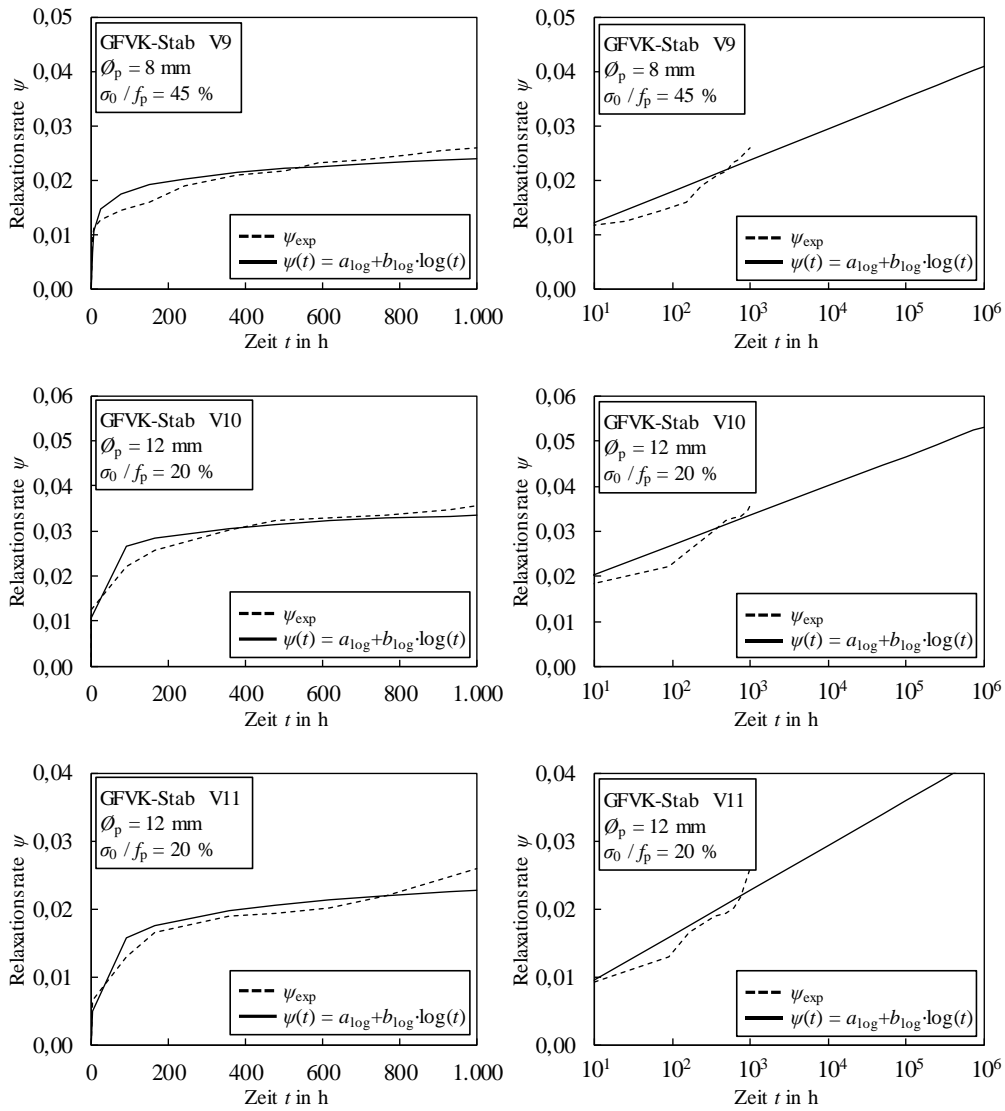 GFVK-Stab V9
Ø_p = 8 mm
σ_0 / f_p = 45 %
0,05
0,04
0,03
0,02
0,01
0,00
Relaxationsrate ψ
ψ_exp
ψ(t) = a_log+b_log·log(t)
0 200 400 600 800 1.000
Zeit t in h
GFVK-Stab V9
Ø_p = 8 mm
σ_0 / f_p = 45 %
0,05
0,04
0,03
0,02
0,01
0,00
Relaxationsrate ψ
ψ_exp
ψ(t) = a_log+b_log·log(t)
10^1 10^2 10^3 10^4 10^5 10^6
Zeit t in h
GFVK-Stab V10
Ø_p = 12 mm
σ_0 / f_p = 20 %
0,06
0,05
0,04
0,03
0,02
0,01
0,00
Relaxationsrate ψ
ψ_exp
ψ(t) = a_log+b_log·log(t)
0 200 400 600 800 1.000
Zeit t in h
GFVK-Stab V10
Ø_p = 12 mm
σ_0 / f_p = 20 %
0,06
0,05
0,04
0,03
0,02
0,01
0,00
Relaxationsrate ψ
ψ_exp
ψ(t) = a_log+b_log·log(t)
10^1 10^2 10^3 10^4 10^5 10^6
Zeit t in h
GFVK-Stab V11
Ø_p = 12 mm
σ_0 / f_p = 20 %
0,04
0,03
0,02
0,01
0,00
Relaxationsrate ψ
ψ_exp
ψ(t) = a_log+b_log·log(t)
0 200 400 600 800 1.000
Zeit t in h
GFVK-Stab V11
Ø_p = 12 mm
σ_0 / f_p = 20 %
0,04
0,03
0,02
0,01
0,00
Relaxationsrate ψ
ψ_exp
ψ(t) = a_log+b_log·log(t)
10^1 10^2 10^3 10^4 10^5 10^6
Zeit t in h